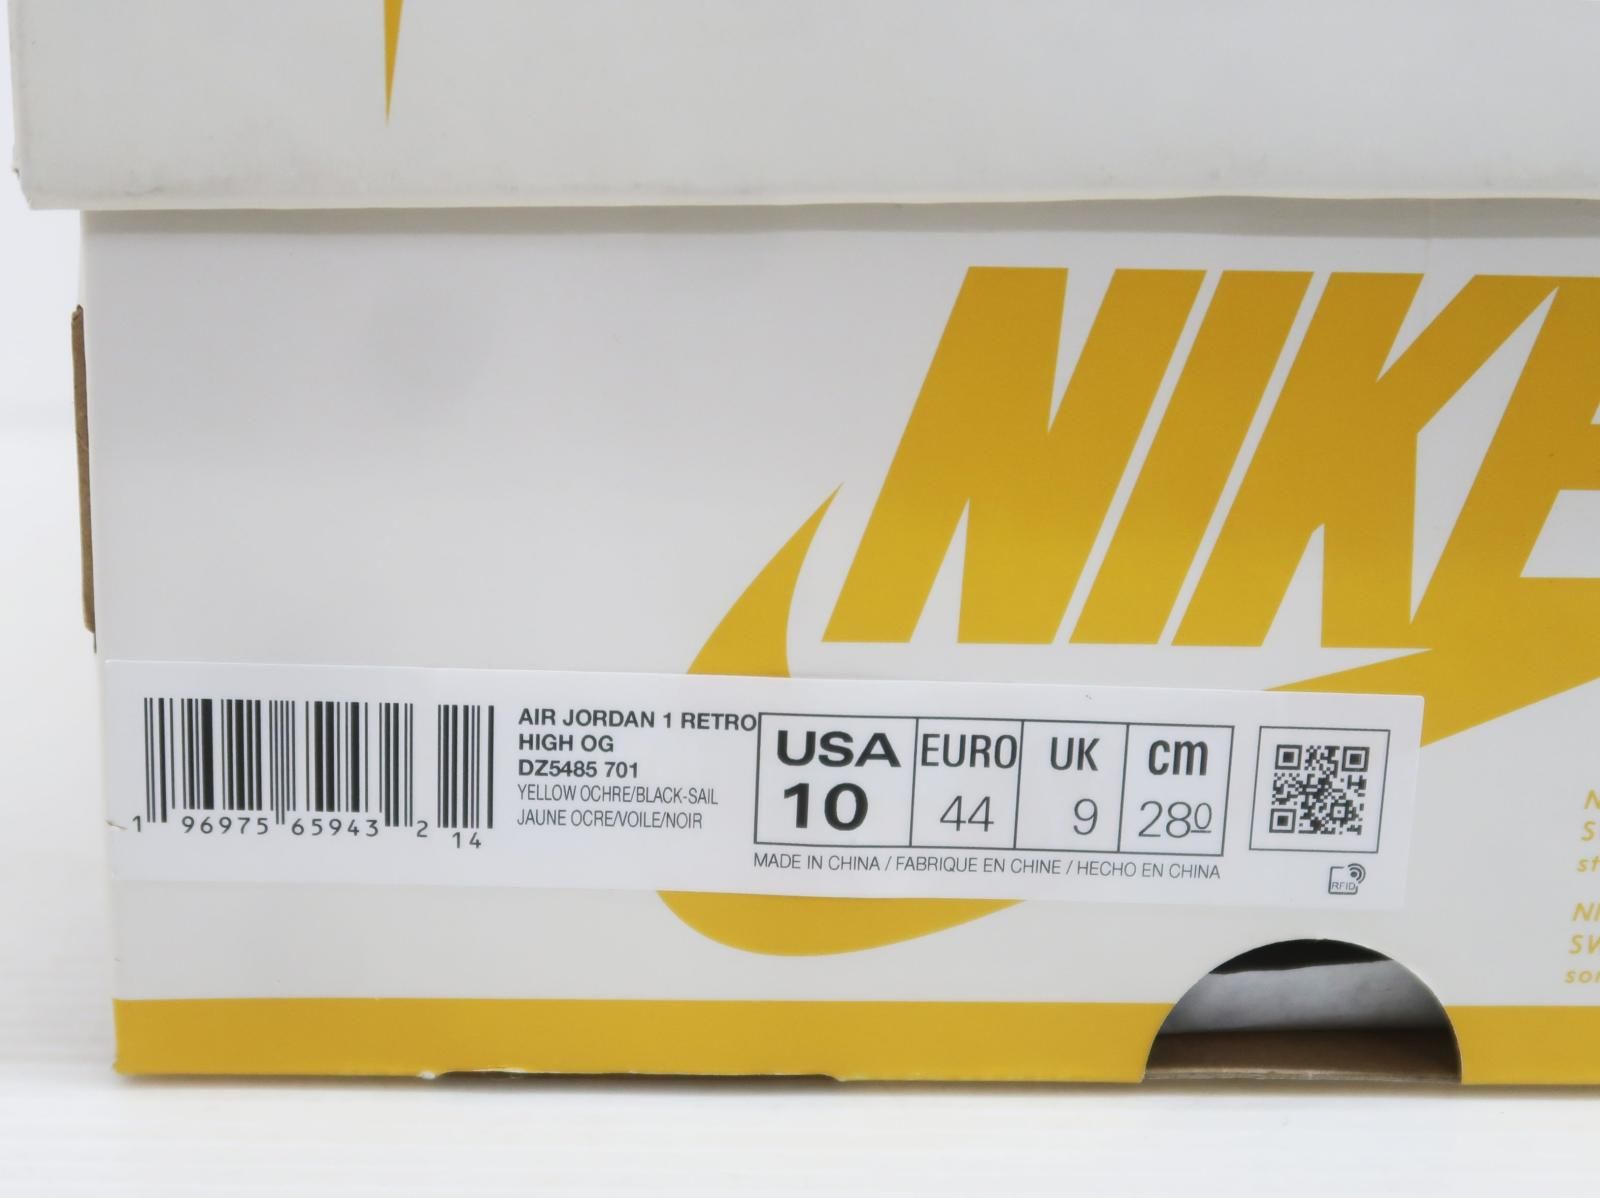 NIKE
AIR JORDAN 1 RETRO
HIGH OG
DZ5485 701
YELLOW OCHRE/BLACK-SAIL
JAUNE OCRE/VOILE/NOIR
1 96975 65943 2 14
USA EURO UK cm
10 44 9 280
MADE IN CHINA / FABRIQUE EN CHINE / HECHO EN CHINA
RFID